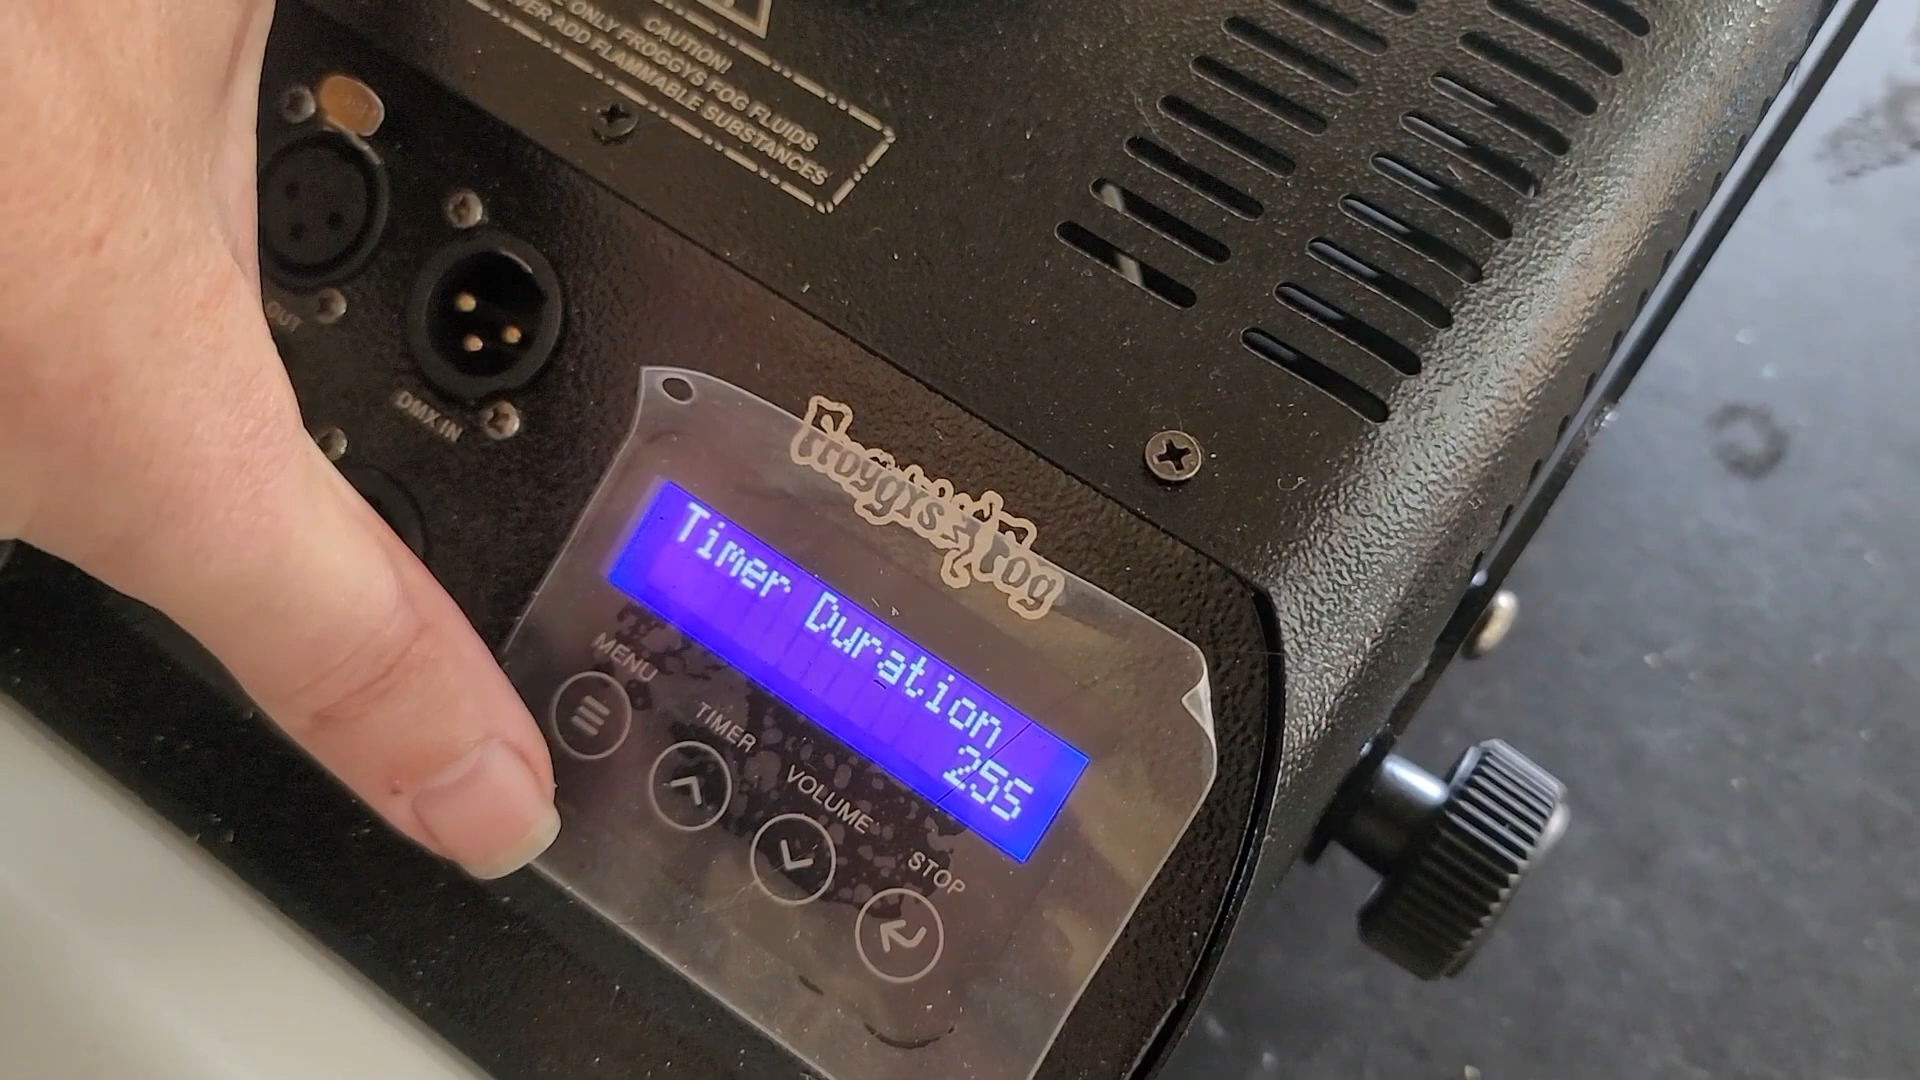 CAUTION!
ONLY FROGGYS FOG FLUIDS
ADD FLAMMABLE SUBSTANCES
OUT
DMX IN
Froggys Fog
Timer Duration
25S
MENU
TIMER
VOLUME
STOP